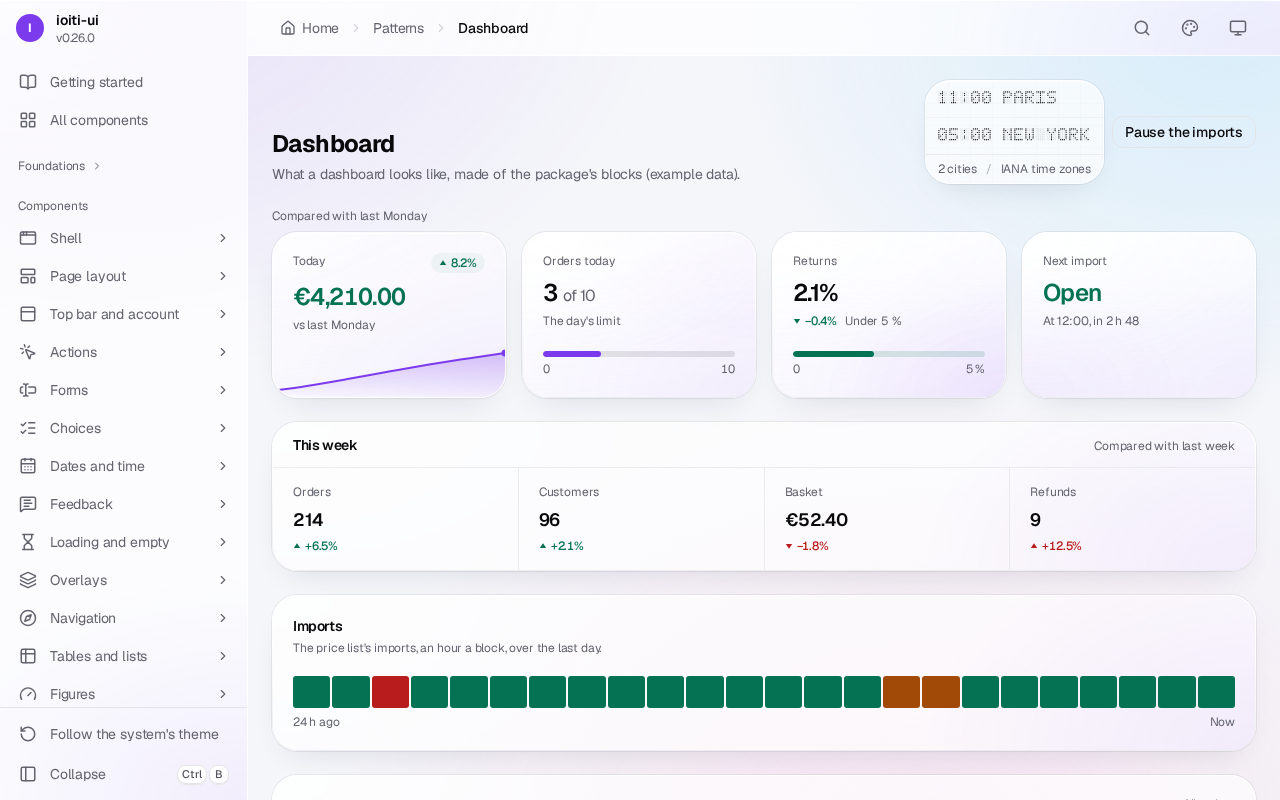 I
ioiti-ui
v0.26.0
Getting started
All components
Foundations
Components
Shell
Page layout
Top bar and account
Actions
Forms
Choices
Dates and time
Feedback
Loading and empty
Overlays
Navigation
Tables and lists
Figures
Follow the system's theme
Collapse Ctrl B
Home Patterns Dashboard
Dashboard
What a dashboard looks like, made of the package's blocks (example data).
11:00 PARIS
05:00 NEW YORK
2 cities / IANA time zones
Pause the imports
Compared with last Monday
Today 8.2%
€4,210.00
vs last Monday
Orders today
3 of 10
The day's limit
0 10
Returns
2.1%
−0.4% Under 5 %
0 5 %
Next import
Open
At 12:00, in 2 h 48
This week Compared with last week
Orders
214
+6.5%
Customers
96
+2.1%
Basket
€52.40
−1.8%
Refunds
9
+12.5%
Imports
The price list's imports, an hour a block, over the last day.
24 h ago Now